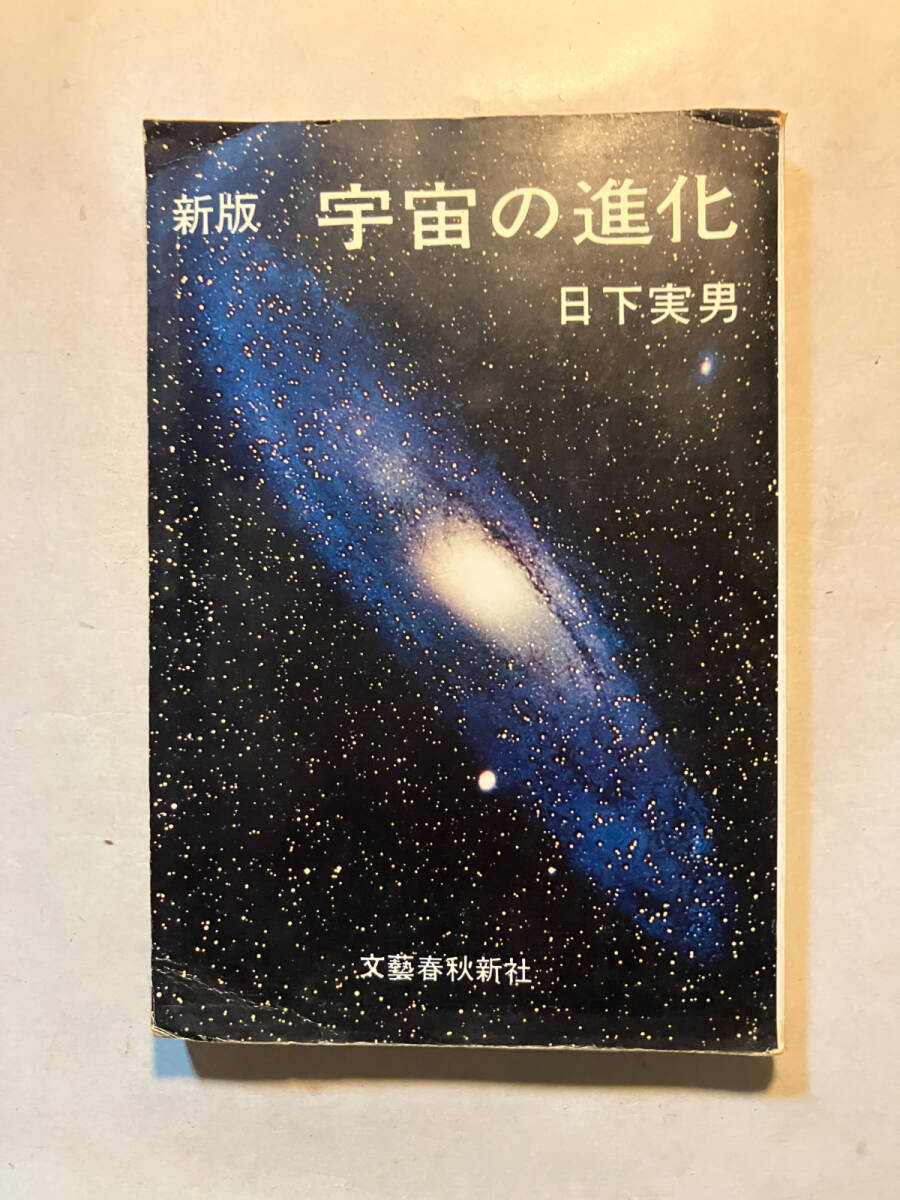 新版 宇宙の進化
日下実男
文藝春秋新社